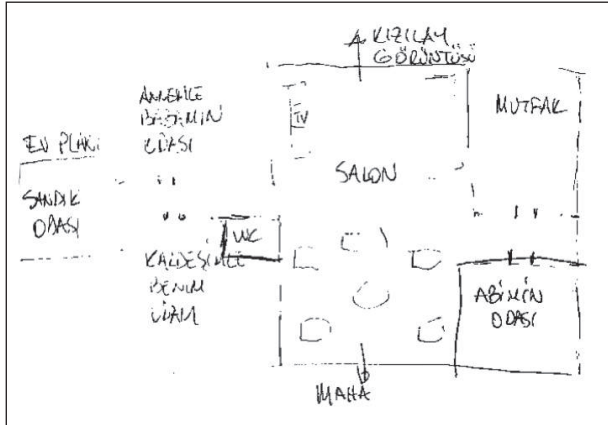 KIZILAY
GÖRÜNTÜSÜ
ANNEMLE
BABAMIN
ODASI
EV PLANI
SANDIK
ODASI
TV
SALON
MUTFAK
WC
KARDEŞİMLE
BENİM
ODAM
ABİMİN
ODASI